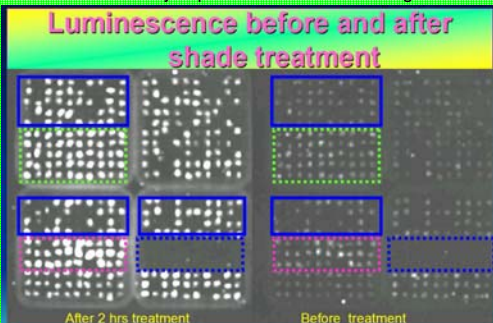 Luminescence before and after
shade treatment
After 2 hrs treatment
Before treatment